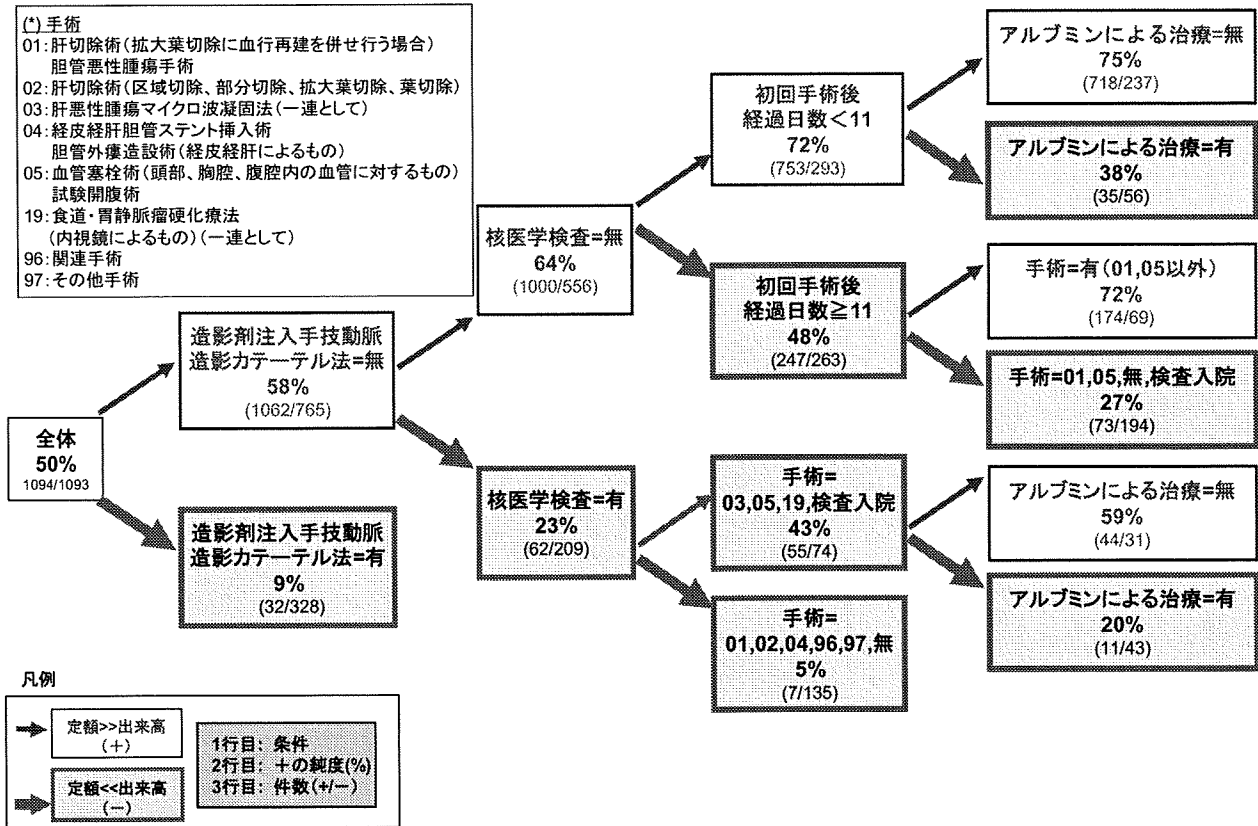 (*) 手術
01:肝切除術(拡大葉切除に血行再建を併せ行う場合)
胆管悪性腫瘍手術
02:肝切除術(区域切除、部分切除、拡大葉切除、葉切除)
03:肝悪性腫瘍マイクロ波凝固法(一連として)
04:経皮経肝胆管ステント挿入術
胆管外瘻造設術(経皮経肝によるもの)
05:血管塞栓術(頭部、胸腔、腹腔内の血管に対するもの)
試験開腹術
19:食道・胃静脈瘤硬化療法
(内視鏡によるもの)(一連として)
96:関連手術
97:その他手術
全体
50%
1094/1093
造影剤注入手技動脈
造影カテーテル法=無
58%
(1062/765)
造影剤注入手技動脈
造影カテーテル法=有
9%
(32/328)
核医学検査=無
64%
(1000/556)
核医学検査=有
23%
(62/209)
初回手術後
経過日数<11
72%
(753/293)
初回手術後
経過日数≧11
48%
(247/263)
手術=
03,05,19,検査入院
43%
(55/74)
手術=
01,02,04,96,97,無
5%
(7/135)
アルブミンによる治療=無
75%
(718/237)
アルブミンによる治療=有
38%
(35/56)
手術=有(01,05以外)
72%
(174/69)
手術=01,05,無,検査入院
27%
(73/194)
アルブミンによる治療=無
59%
(44/31)
アルブミンによる治療=有
20%
(11/43)
凡例
定額>>出来高
(+)
定額<<出来高
(−)
1行目: 条件
2行目: +の純度(%)
3行目: 件数(+/−)